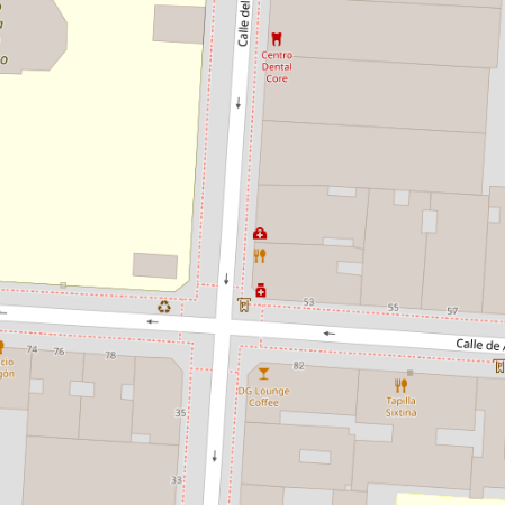 Calle del
Centro
Dental
Core
53
55
57
Calle de A
74
76
78
82
DG Lounge
Coffee
Tapilla
Sixtina
35
33